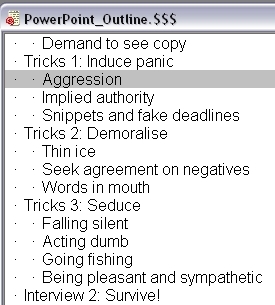 PowerPoint_Outline.$$$
· · Demand to see copy
· Tricks 1: Induce panic
· · Aggression
· · Implied authority
· · Snippets and fake deadlines
· Tricks 2: Demoralise
· · Thin ice
· · Seek agreement on negatives
· · Words in mouth
· Tricks 3: Seduce
· · Falling silent
· · Acting dumb
· · Going fishing
· · Being pleasant and sympathetic
· Interview 2: Survive!